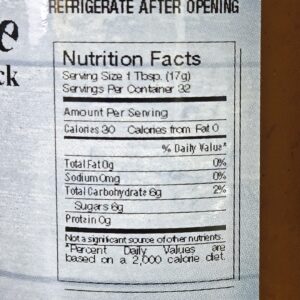 REFRIGERATE AFTER OPENING
e
ck
Nutrition Facts
Serving Size 1 Tbsp. (17g)
Servings Per Container 32
Amount Per Serving
Calories 30 Calories from Fat 0
% Daily Value*
Total Fat 0g 0%
Sodium 0mg 0%
Total Carbohydrate 6g 2%
Sugars 6g
Protein 0g
Not a significant source of other nutrients.
*Percent Daily Values are
based on a 2,000 calorie diet.